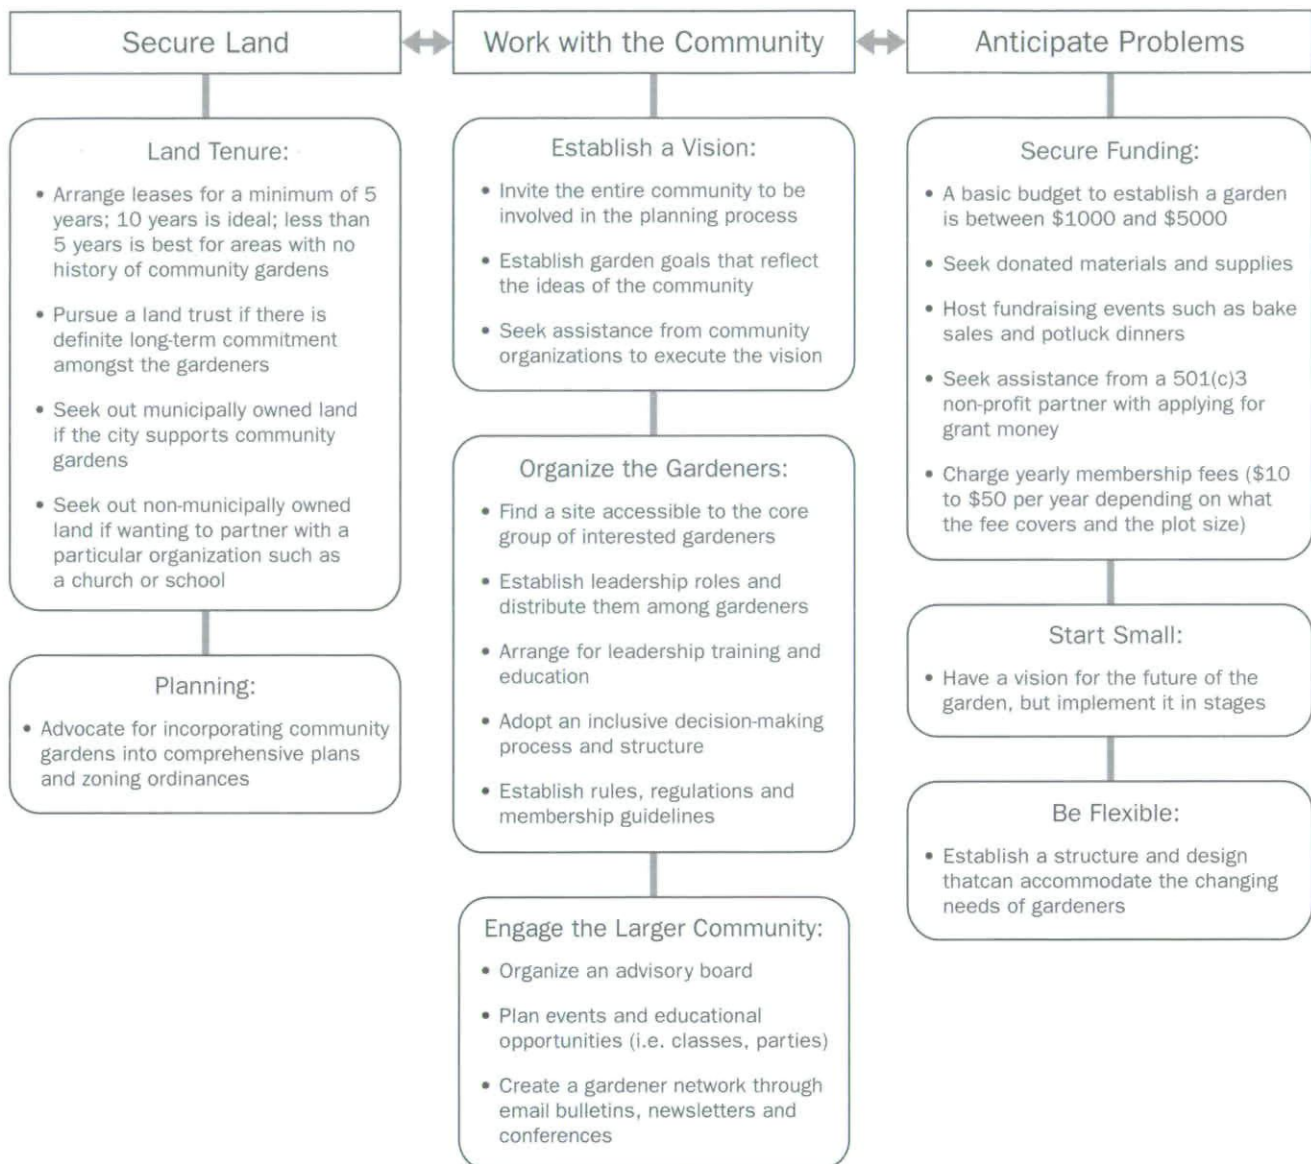 Secure Land
Work with the Community
Anticipate Problems
Land Tenure:
• Arrange leases for a minimum of 5
years; 10 years is ideal; less than
5 years is best for areas with no
history of community gardens
• Pursue a land trust if there is
definite long-term commitment
amongst the gardeners
• Seek out municipally owned land
if the city supports community
gardens
• Seek out non-municipally owned
land if wanting to partner with a
particular organization such as
a church or school
Planning:
• Advocate for incorporating community
gardens into comprehensive plans
and zoning ordinances
Establish a Vision:
• Invite the entire community to be
involved in the planning process
• Establish garden goals that reflect
the ideas of the community
• Seek assistance from community
organizations to execute the vision
Organize the Gardeners:
• Find a site accessible to the core
group of interested gardeners
• Establish leadership roles and
distribute them among gardeners
• Arrange for leadership training and
education
• Adopt an inclusive decision-making
process and structure
• Establish rules, regulations and
membership guidelines
Engage the Larger Community:
• Organize an advisory board
• Plan events and educational
opportunities (i.e. classes, parties)
• Create a gardener network through
email bulletins, newsletters and
conferences
Secure Funding:
• A basic budget to establish a garden
is between $1000 and $5000
• Seek donated materials and supplies
• Host fundraising events such as bake
sales and potluck dinners
• Seek assistance from a 501(c)3
non-profit partner with applying for
grant money
• Charge yearly membership fees ($10
to $50 per year depending on what
the fee covers and the plot size)
Start Small:
• Have a vision for the future of the
garden, but implement it in stages
Be Flexible:
• Establish a structure and design
thatcan accommodate the changing
needs of gardeners